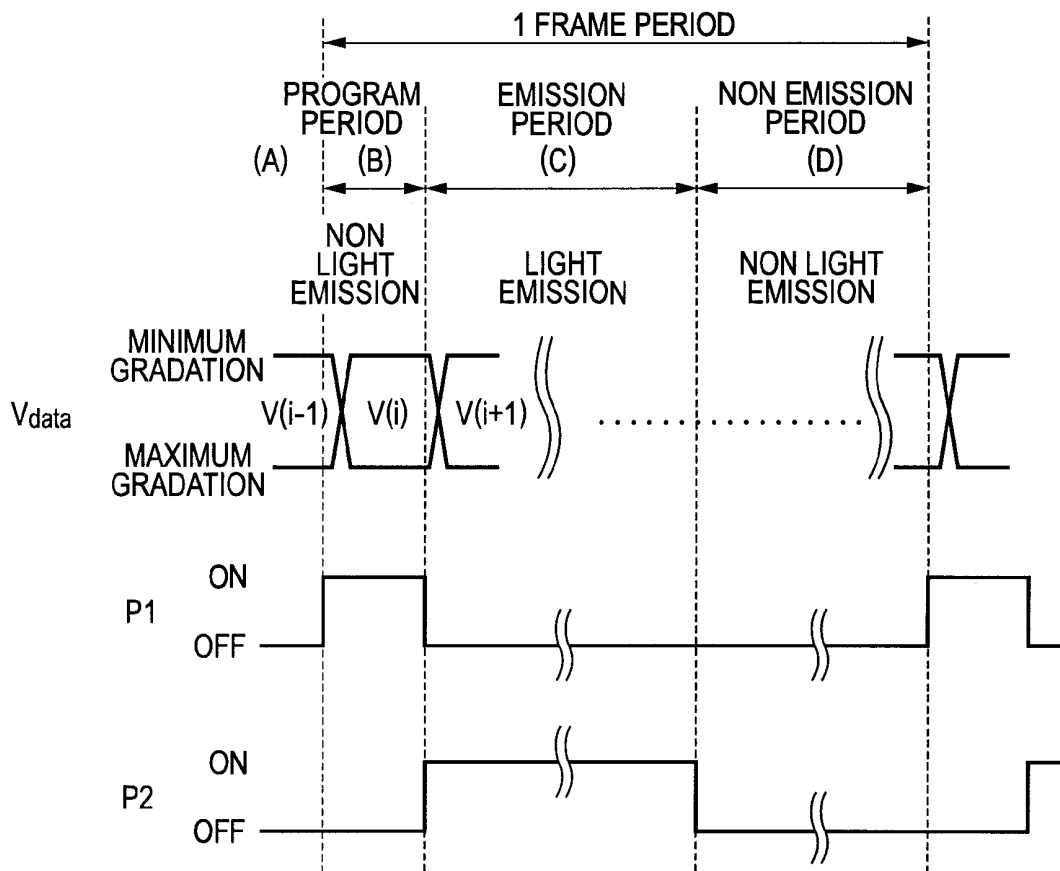 1 FRAME PERIOD
PROGRAM
PERIOD
EMISSION
PERIOD
NON EMISSION
PERIOD
(A)
(B)
(C)
(D)
NON
LIGHT
EMISSION
LIGHT
EMISSION
NON LIGHT
EMISSION
MINIMUM
GRADATION
Vdata
V(i-1)
V(i)
V(i+1)
MAXIMUM
GRADATION
ON
P1
OFF
ON
P2
OFF